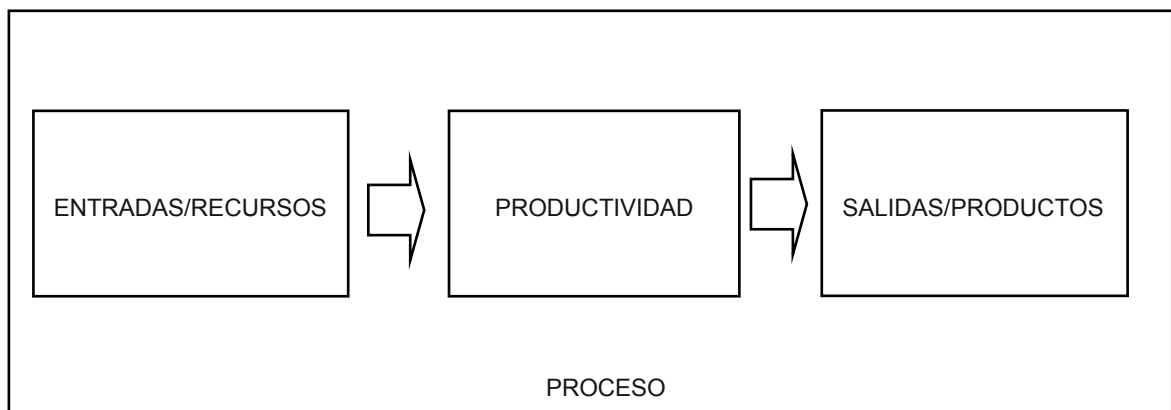 ENTRADAS/RECURSOS
PRODUCTIVIDAD
SALIDAS/PRODUCTOS
PROCESO